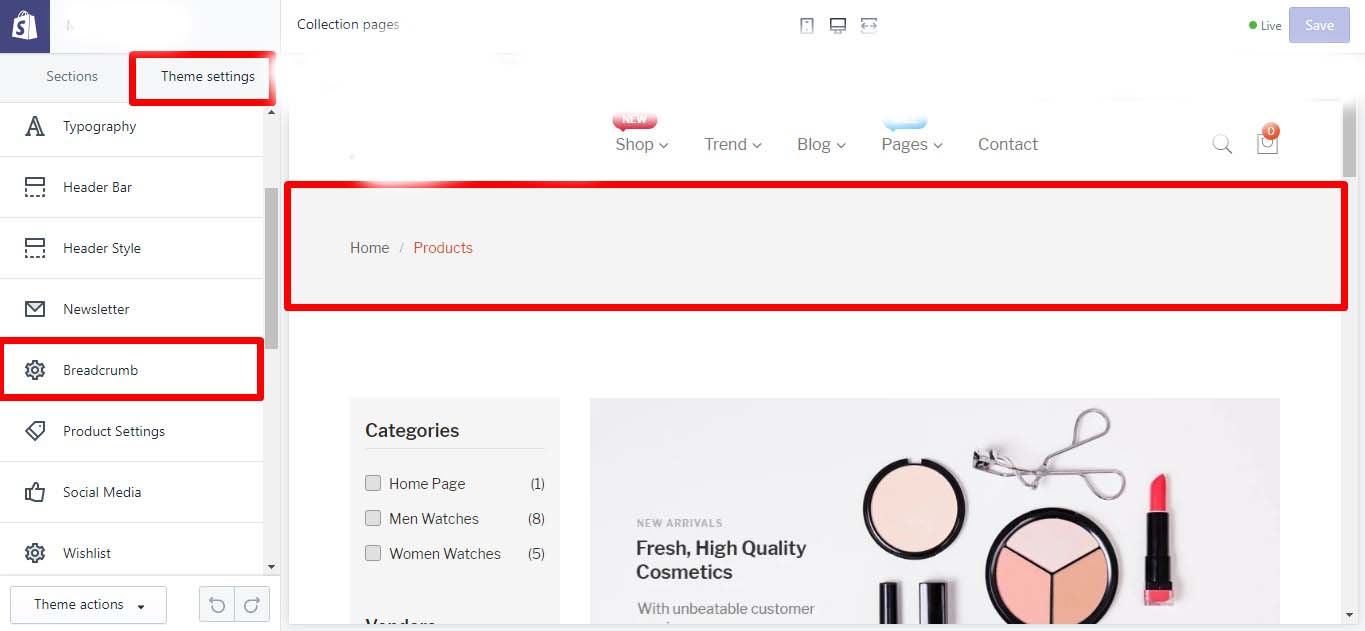 Collection pages
Live
Save
Sections
Theme settings
Typography
Header Bar
Header Style
Newsletter
Breadcrumb
Product Settings
Social Media
Wishlist
Theme actions
NEW
Shop
Trend
Blog
Pages
Contact
0
Home / Products
Categories
Home Page (1)
Men Watches (8)
Women Watches (5)
NEW ARRIVALS
Fresh, High Quality
Cosmetics
With unbeatable customer